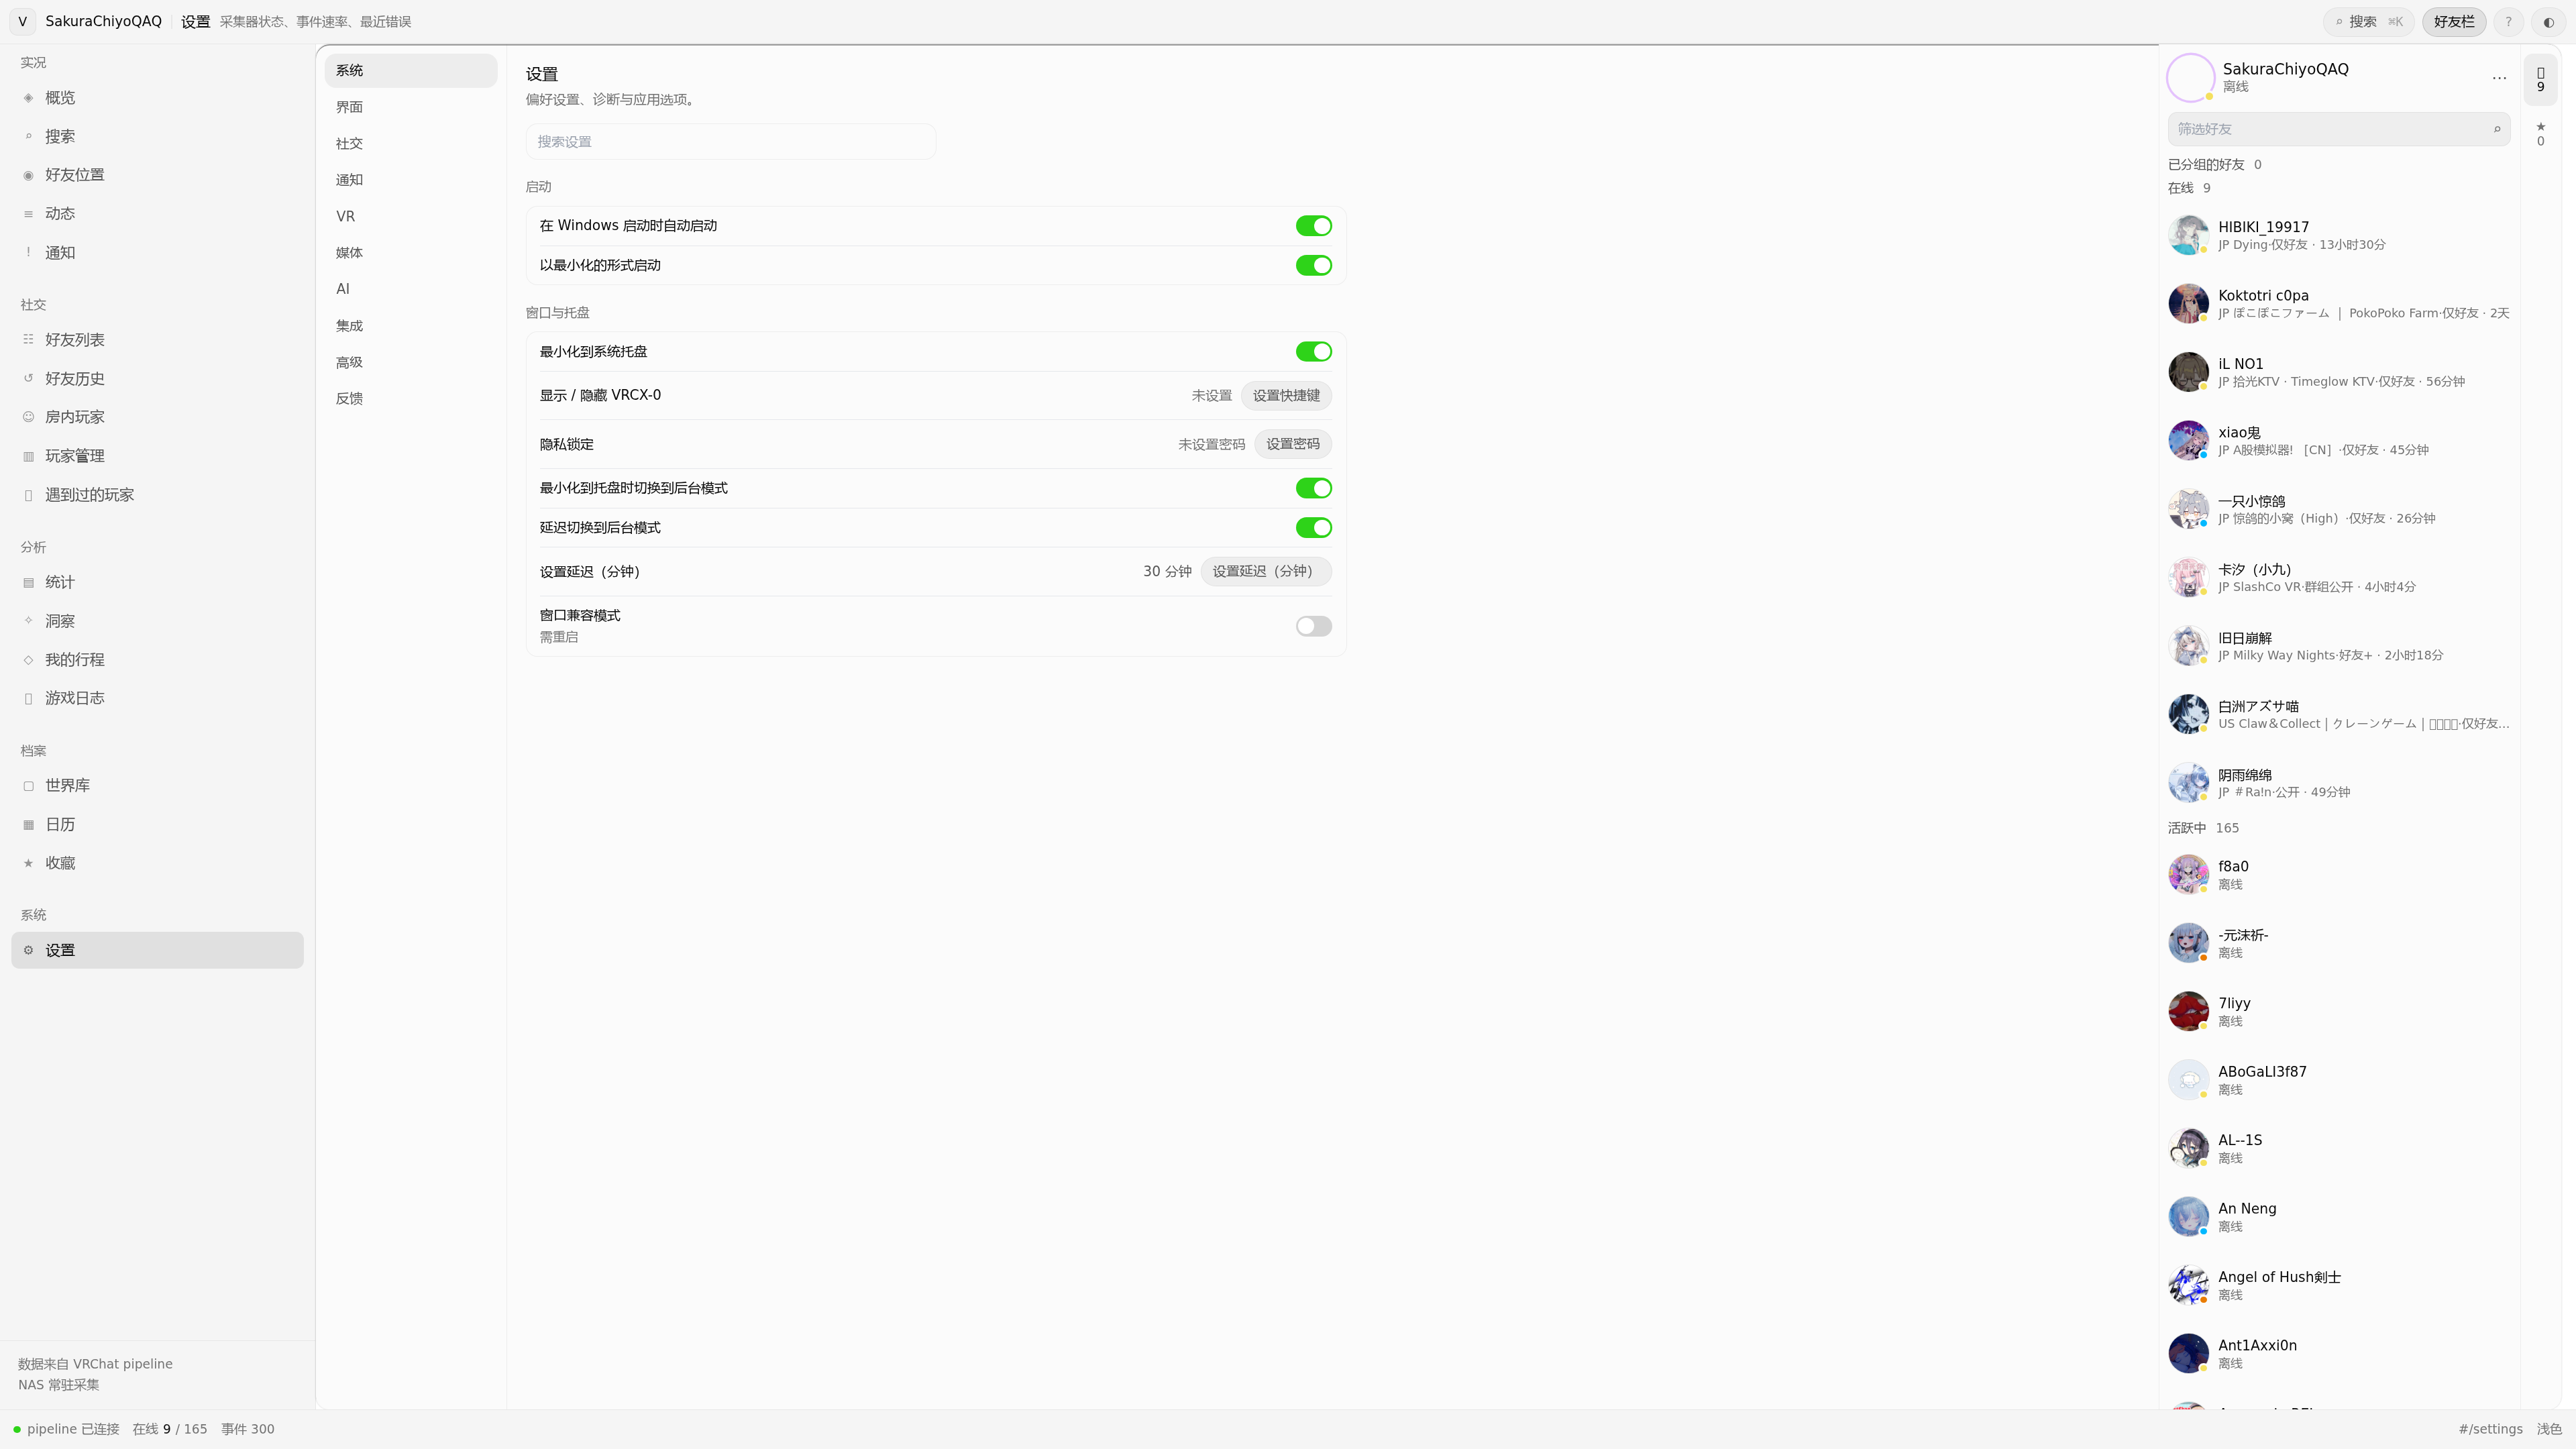 V SakuraChiyoQAQ 设置 采集器状态、事件速率、最近错误
搜索 ⌘K 好友栏 ?
实况
概览
搜索
好友位置
动态
通知
社交
好友列表
好友历史
房内玩家
玩家管理
遇到过的玩家
分析
统计
洞察
我的行程
游戏日志
档案
世界库
日历
收藏
系统
设置
数据来自 VRChat pipeline
NAS 常驻采集
系统
界面
社交
通知
VR
媒体
AI
集成
高级
反馈
设置
偏好设置、诊断与应用选项。
搜索设置
启动
在 Windows 启动时自动启动
以最小化的形式启动
窗口与托盘
最小化到系统托盘
显示 / 隐藏 VRCX-0 未设置 设置快捷键
隐私锁定 未设置密码 设置密码
最小化到托盘时切换到后台模式
延迟切换到后台模式
设置延迟（分钟） 30 分钟 设置延迟（分钟）
窗口兼容模式
需重启
SakuraChiyoQAQ
离线
…
9
★
0
筛选好友
已分组的好友 0
在线 9
HIBIKI_19917
JP Dying·仅好友 · 13小时30分
Koktotri c0pa
JP ぽこぽこファーム ｜ PokoPoko Farm·仅好友 · 2天
iL NO1
JP 拾光KTV · Timeglow KTV·仅好友 · 56分钟
xiao鬼
JP A股模拟器！［CN］·仅好友 · 45分钟
一只小惊鸽
JP 惊鸽的小窝（High）·仅好友 · 26分钟
卡汐（小九）
JP SlashCo VR·群组公开 · 4小时4分
旧日崩解
JP Milky Way Nights·好友+ · 2小时18分
白洲アズサ喵
US Claw＆Collect｜クレーンゲーム｜·仅好友…
阴雨绵绵
JP ＃Ra!n·公开 · 49分钟
活跃中 165
f8a0
离线
-元沫祈-
离线
7liyy
离线
ABoGaLI3f87
离线
AL--1S
离线
An Neng
离线
Angel of Hush剣士
离线
Ant1Axxi0n
离线
pipeline 已连接 在线 9 / 165 事件 300
#/settings 浅色